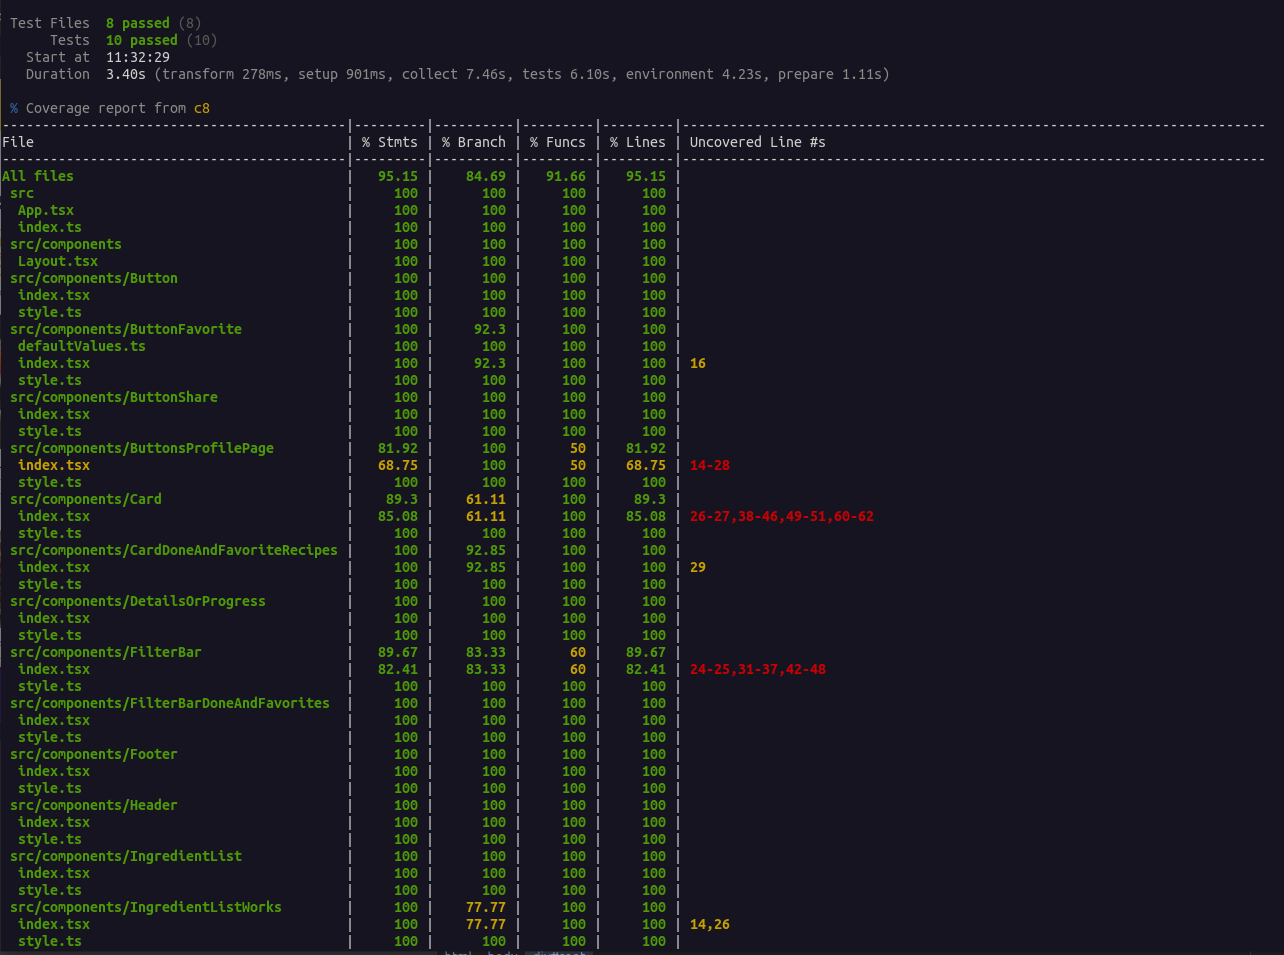 Test Files  8 passed (8)
     Tests  10 passed (10)
  Start at  11:32:29
  Duration  3.40s (transform 278ms, setup 901ms, collect 7.46s, tests 6.10s, environment 4.23s, prepare 1.11s)
% Coverage report from c8
File | % Stmts | % Branch | % Funcs | % Lines | Uncovered Line #s
All files | 95.15 | 84.69 | 91.66 | 95.15 |
src | 100 | 100 | 100 | 100 |
App.tsx | 100 | 100 | 100 | 100 |
index.ts | 100 | 100 | 100 | 100 |
src/components | 100 | 100 | 100 | 100 |
Layout.tsx | 100 | 100 | 100 | 100 |
src/components/Button | 100 | 100 | 100 | 100 |
index.tsx | 100 | 100 | 100 | 100 |
style.ts | 100 | 100 | 100 | 100 |
src/components/ButtonFavorite | 100 | 92.3 | 100 | 100 |
defaultValues.ts | 100 | 100 | 100 | 100 |
index.tsx | 100 | 92.3 | 100 | 100 | 16
style.ts | 100 | 100 | 100 | 100 |
src/components/ButtonShare | 100 | 100 | 100 | 100 |
index.tsx | 100 | 100 | 100 | 100 |
style.ts | 100 | 100 | 100 | 100 |
src/components/ButtonsProfilePage | 81.92 | 100 | 50 | 81.92 |
index.tsx | 68.75 | 100 | 50 | 68.75 | 14-28
style.ts | 100 | 100 | 100 | 100 |
src/components/Card | 89.3 | 61.11 | 100 | 89.3 |
index.tsx | 85.08 | 61.11 | 100 | 85.08 | 26-27,38-46,49-51,60-62
style.ts | 100 | 100 | 100 | 100 |
src/components/CardDoneAndFavoriteRecipes | 100 | 92.85 | 100 | 100 |
index.tsx | 100 | 92.85 | 100 | 100 | 29
style.ts | 100 | 100 | 100 | 100 |
src/components/DetailsOrProgress | 100 | 100 | 100 | 100 |
index.tsx | 100 | 100 | 100 | 100 |
style.ts | 100 | 100 | 100 | 100 |
src/components/FilterBar | 89.67 | 83.33 | 60 | 89.67 |
index.tsx | 82.41 | 83.33 | 60 | 82.41 | 24-25,31-37,42-48
style.ts | 100 | 100 | 100 | 100 |
src/components/FilterBarDoneAndFavorites | 100 | 100 | 100 | 100 |
index.tsx | 100 | 100 | 100 | 100 |
style.ts | 100 | 100 | 100 | 100 |
src/components/Footer | 100 | 100 | 100 | 100 |
index.tsx | 100 | 100 | 100 | 100 |
style.ts | 100 | 100 | 100 | 100 |
src/components/Header | 100 | 100 | 100 | 100 |
index.tsx | 100 | 100 | 100 | 100 |
style.ts | 100 | 100 | 100 | 100 |
src/components/IngredientList | 100 | 100 | 100 | 100 |
index.tsx | 100 | 100 | 100 | 100 |
style.ts | 100 | 100 | 100 | 100 |
src/components/IngredientListWorks | 100 | 77.77 | 100 | 100 |
index.tsx | 100 | 77.77 | 100 | 100 | 14,26
style.ts | 100 | 100 | 100 | 100 |